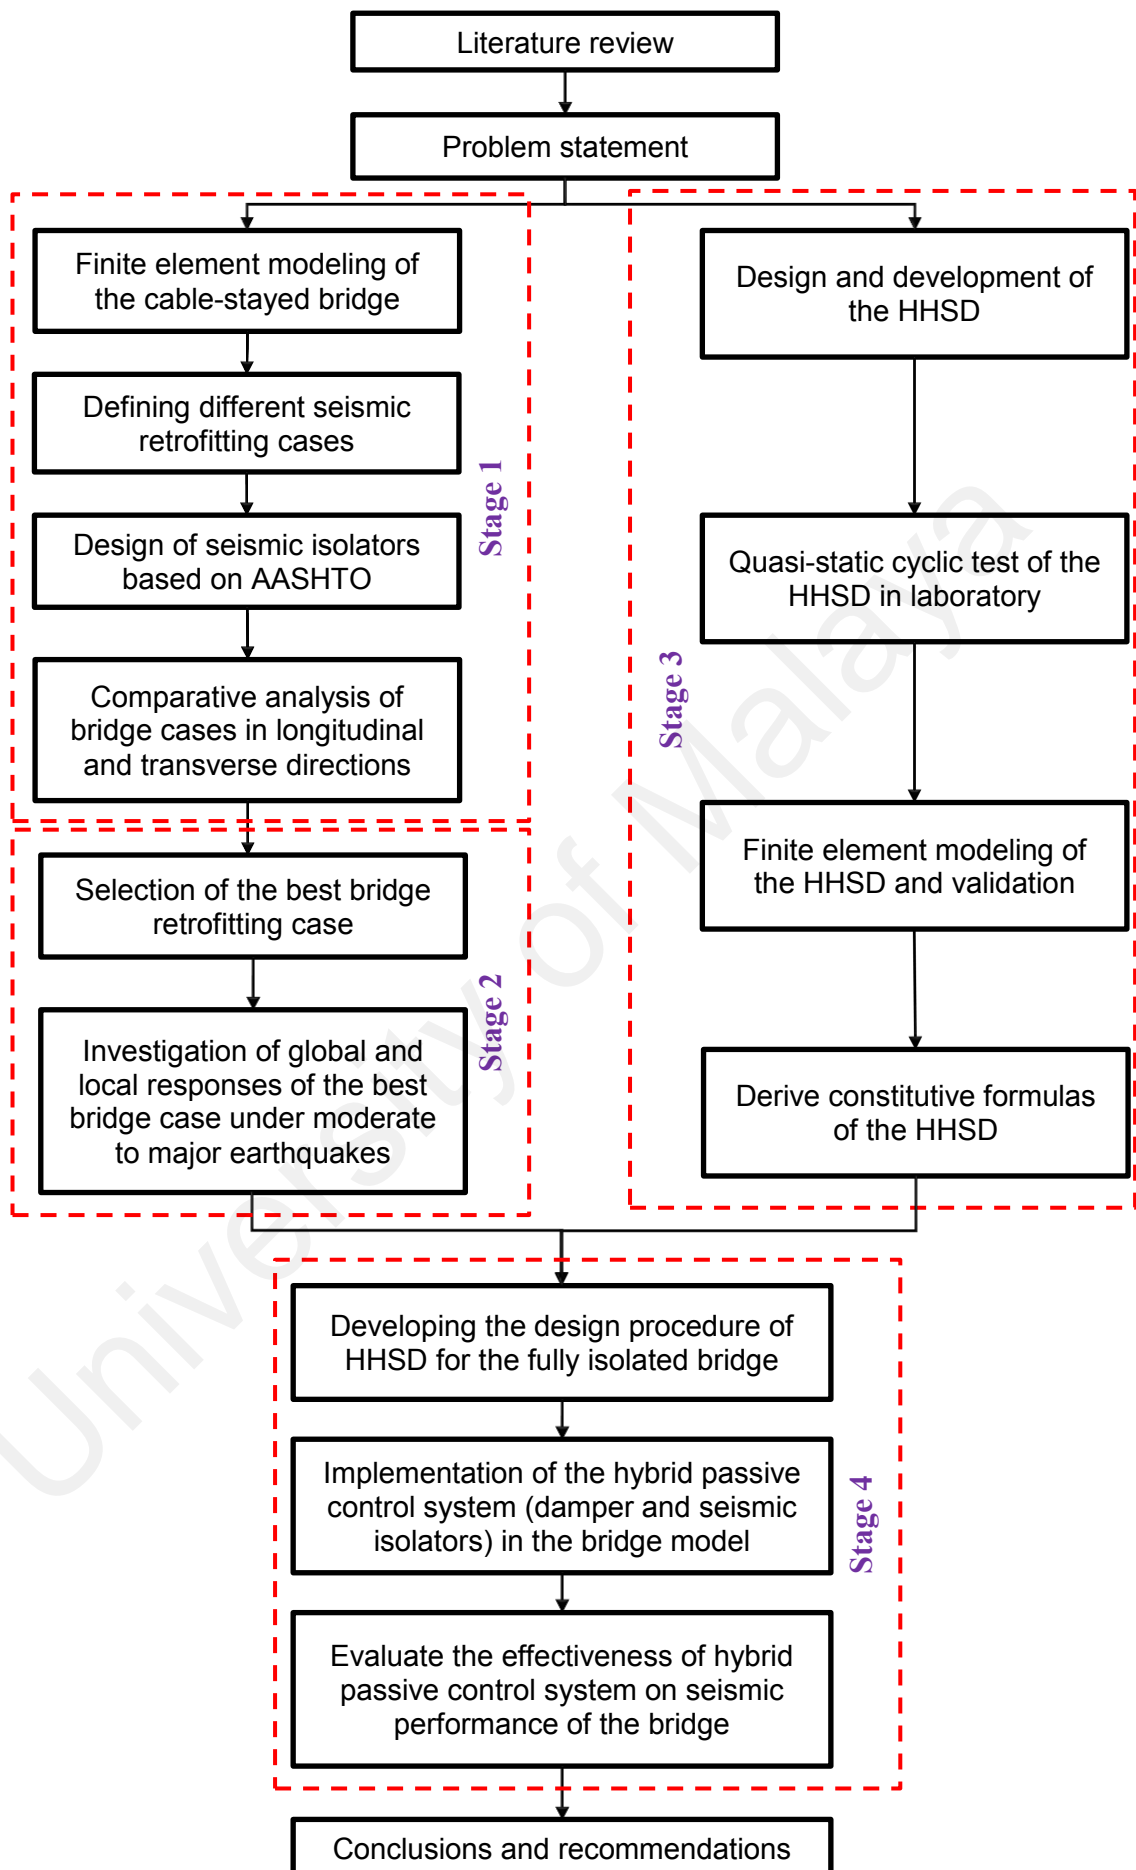 Literature review
Problem statement
Finite element modeling of
the cable-stayed bridge
Defining different seismic
retrofitting cases
Design of seismic isolators
based on AASHTO
Comparative analysis of
bridge cases in longitudinal
and transverse directions
Stage 1
Selection of the best bridge
retrofitting case
Investigation of global and
local responses of the best
bridge case under moderate
to major earthquakes
Stage 2
Design and development of
the HHSD
Quasi-static cyclic test of the
HHSD in laboratory
Finite element modeling of
the HHSD and validation
Derive constitutive formulas
of the HHSD
Stage 3
Developing the design procedure of
HHSD for the fully isolated bridge
Implementation of the hybrid passive
control system (damper and seismic
isolators) in the bridge model
Evaluate the effectiveness of hybrid
passive control system on seismic
performance of the bridge
Stage 4
Conclusions and recommendations
University of Malaya